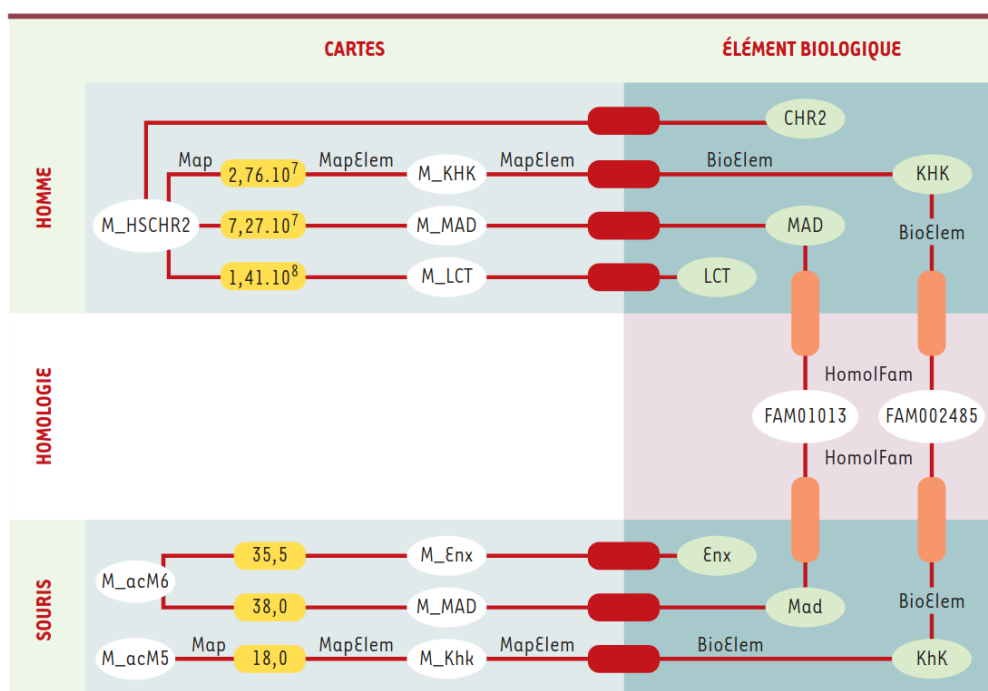 CARTES ÉLÉMENT BIOLOGIQUE
HOMME
CHR2
Map 2,76.10⁷ MapElem M_KHK MapElem BioElem KHK
M_HSCHR2 7,27.10⁷ M_MAD MAD BioElem
1,41.10⁸ M_LCT LCT
HOMOLOGIE
HomolFam
FAM01013 FAM002485
HomolFam
SOURIS
35,5 M_Enx Enx
M_acM6
38,0 M_MAD Mad BioElem
M_acM5 Map 18,0 MapElem M_Khk MapElem BioElem KhK